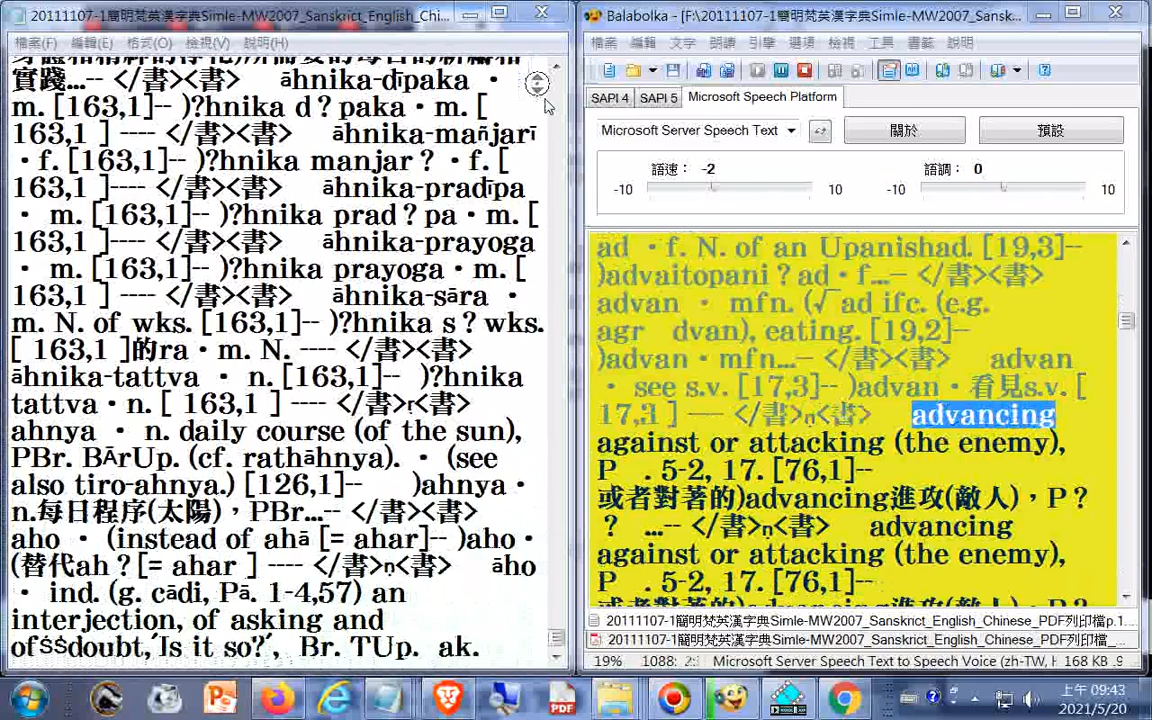 20111107-1簡明梵英漢字典Simle-MW2007_Sanskrict_English_Chi...
檔案(F) 編輯(E) 格式(O) 檢視(V) 說明(H)
實踐...-- </書><書> āhnika-dīpaka •
m. [163,1]-- )?hnika d ? paka • m. [
163,1 ] ---- </書><書> āhnika-mañjarī
• f. [163,1]-- )?hnika manjar ? • f. [
163,1 ]---- </書><書> āhnika-pradīpa
• m. [163,1]-- )?hnika prad ? pa • m. [
163,1 ]---- </書><書> āhnika-prayoga
• m. [163,1]-- )?hnika prayoga • m. [
163,1 ] ---- </書><書> āhnika-sāra •
m. N. of wks. [163,1]-- )?hnika s ? wks.
[ 163,1 ]的ra • m. N. ---- </書><書>
āhnika-tattva • n. [163,1]-- )?hnika
tattva • n. [ 163,1 ] ---- </書>ṛ<書>
ahnya • n. daily course (of the sun),
PBr. BĀrUp. (cf. rathāhnya). • (see
also tiro-ahnya.) [126,1]-- )ahnya •
n.每日程序(太陽)，PBr...-- </書><書>
aho • (instead of ahā [= ahar]-- )aho •
(替代ah ? [= ahar ] ---- </書>ṇ<書> āho
• ind. (g. cādi, Pā. 1-4,57) an
interjection, of asking and
of$$doubt,'Is it so?', Br. TUp. ak.
Balabolka - [F:\20111107-1簡明梵英漢字典Simle-MW2007_Sansk...
檔案 編輯 文字 朗讀 引擎 選項 檢視 工具 書籤 說明
SAPI 4 SAPI 5 Microsoft Speech Platform
Microsoft Server Speech Text 關於 預設
語速： -2 語調： 0
-10 10 -10 10
ad • f. N. of an Upanishad. [19,3]--
)advaitopani ? ad • f...-- </書><書>
advan • mfn. (√ ad ifc. (e.g.
agr dvan), eating. [19,2]--
)advan • mfn...-- </書><書> advan
• see s.v. [17,3]-- )advan • 看見s.v. [
17,3 ] ---- </書>ṇ<書> advancing
against or attacking (the enemy),
P . 5-2, 17. [76,1]--
或者對著的)advancing進攻(敵人)，P ?
? ...-- </書>ṇ<書> advancing
against or attacking (the enemy),
P . 5-2, 17. [76,1]--
20111107-1簡明梵英漢字典Simle-MW2007_Sanskrict_English_Chinese_PDF列印檔p.1...
20111107-1簡明梵英漢字典Simle-MW2007_Sanskrict_English_Chinese_PDF列印檔_...
19% 1088: Microsoft Server Speech Text to Speech Voice (zh-TW, H 168 KB
上午 09:43
2021/5/20